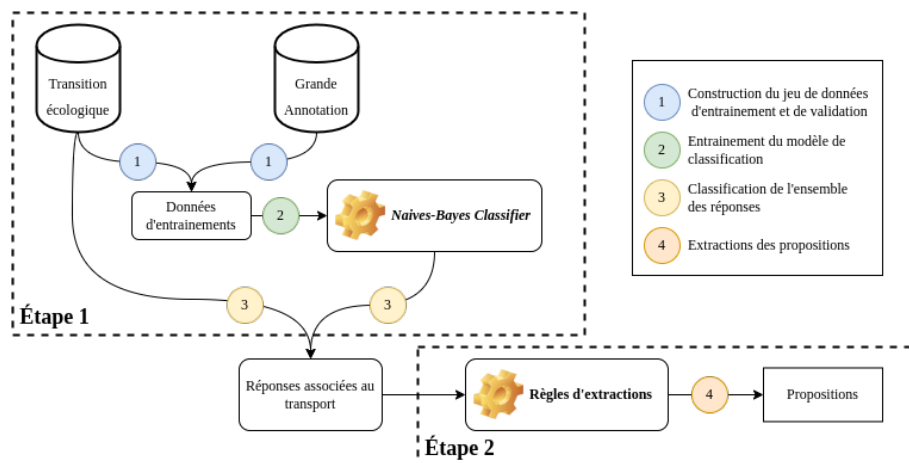 Transition
écologique
Grande
Annotation
1
1
Données
d'entrainements
2
Naives-Bayes Classifier
3
3
Étape 1
Réponses associées au
transport
Règles d'extractions
4
Propositions
Étape 2
1
Construction du jeu de données
d'entrainement et de validation
2
Entrainement du modèle de
classification
3
Classification de l'ensemble
des réponses
4
Extractions des propositions